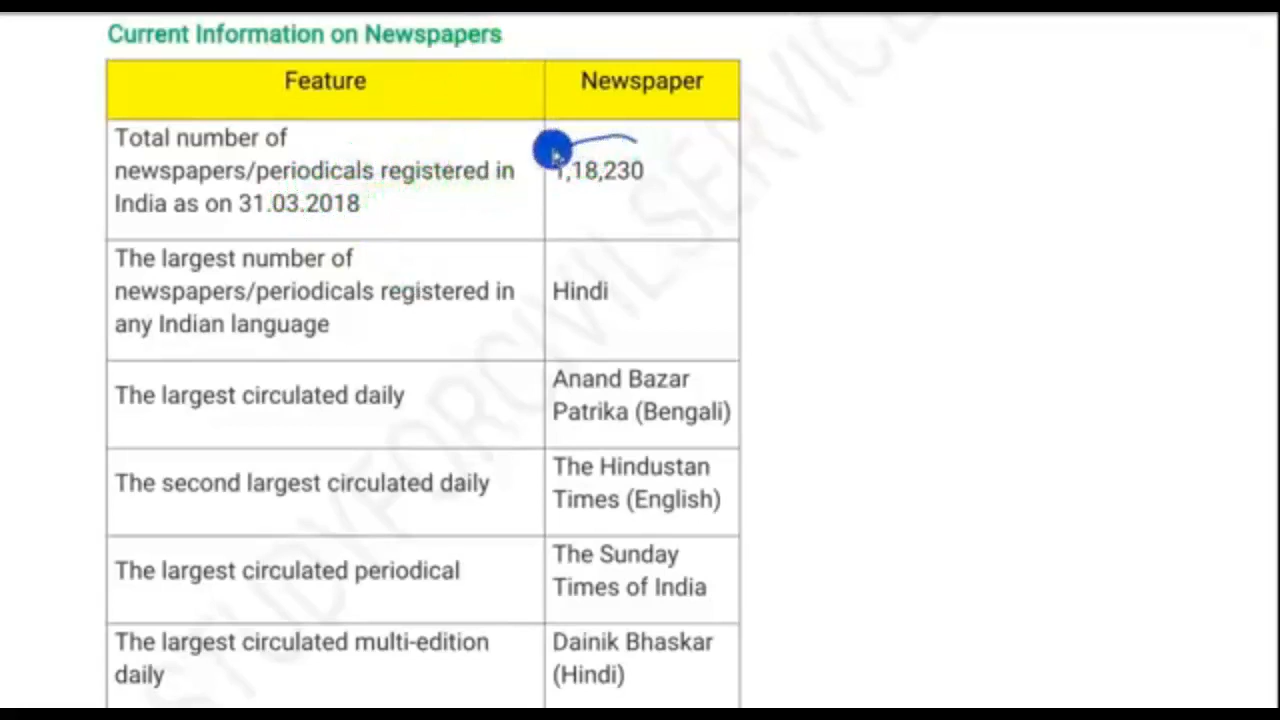 Current Information on Newspapers
Feature
Newspaper
Total number of
newspapers/periodicals registered in
India as on 31.03.2018
1,18,230
The largest number of
newspapers/periodicals registered in
any Indian language
Hindi
The largest circulated daily
Anand Bazar
Patrika (Bengali)
The second largest circulated daily
The Hindustan
Times (English)
The largest circulated periodical
The Sunday
Times of India
The largest circulated multi-edition
daily
Dainik Bhaskar
(Hindi)
STUDYFORCIVILSERVICES